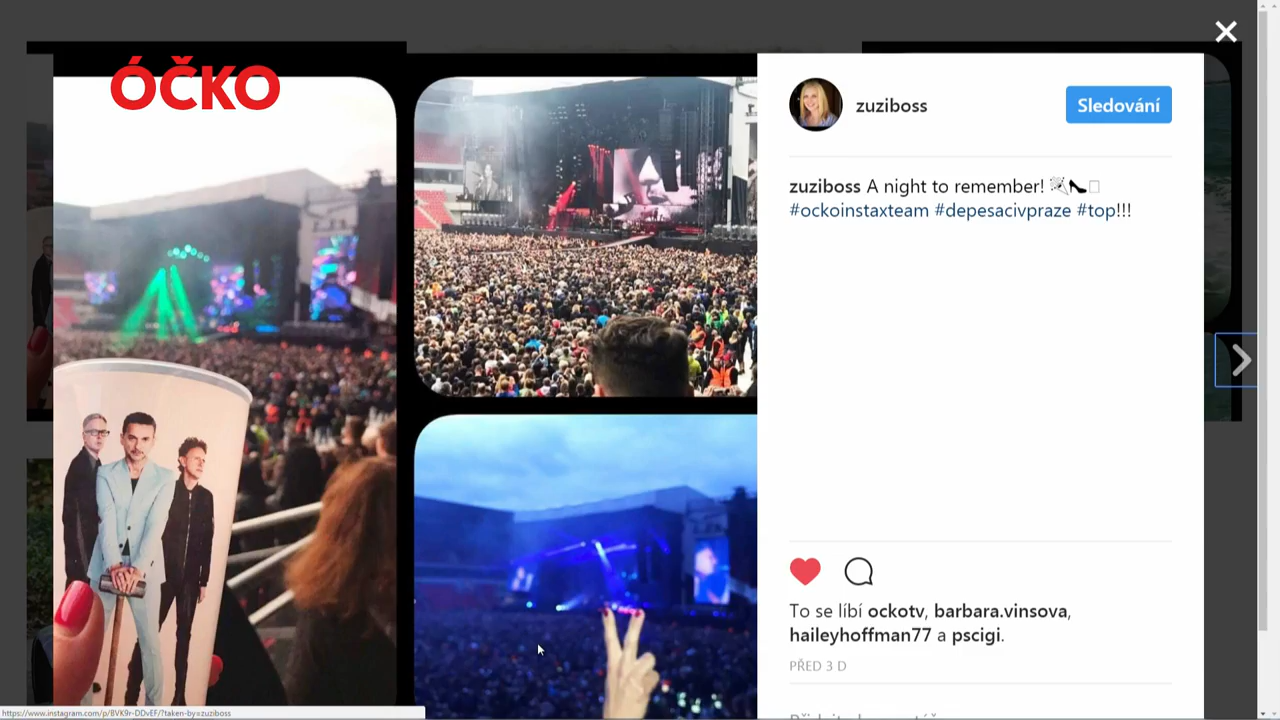 ÓČKO
zuziboss
Sledování
zuziboss A night to remember!
#ockoinstaxteam #depesacivpraze #top!!!
To se líbí ockotv, barbara.vinsova,
haileyhoffman77 a pscigi.
PŘED 3 D
https://www.instagram.com/p/BVK9r-DDvEF/?taken-by=zuziboss